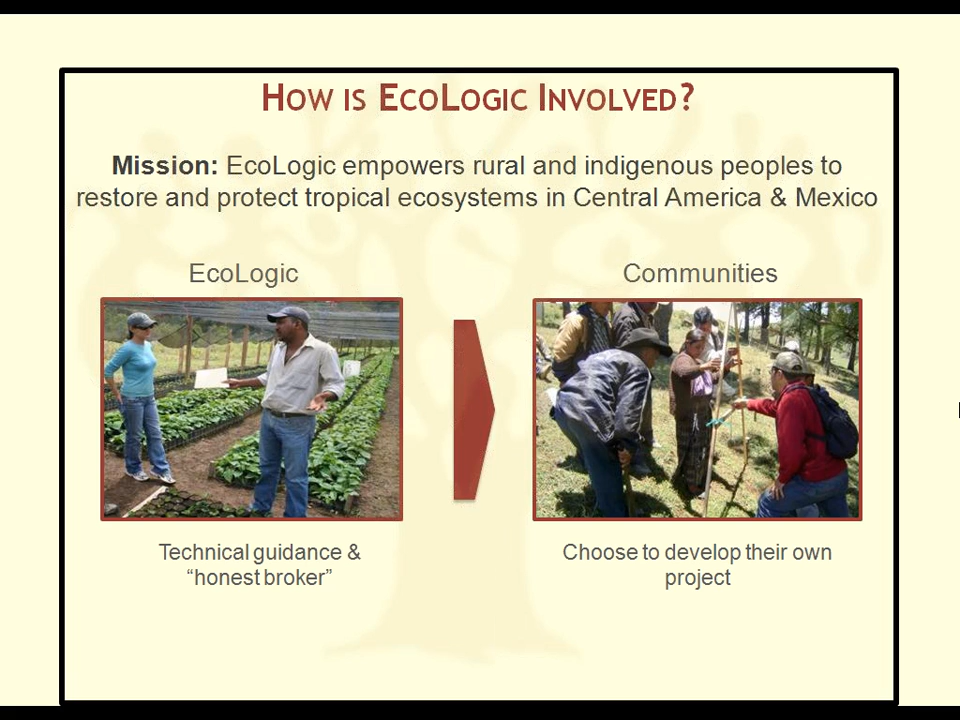 HOW IS ECOLOGIC INVOLVED?
Mission: EcoLogic empowers rural and indigenous peoples to
restore and protect tropical ecosystems in Central America & Mexico
EcoLogic
Communities
Technical guidance &
“honest broker”
Choose to develop their own
project